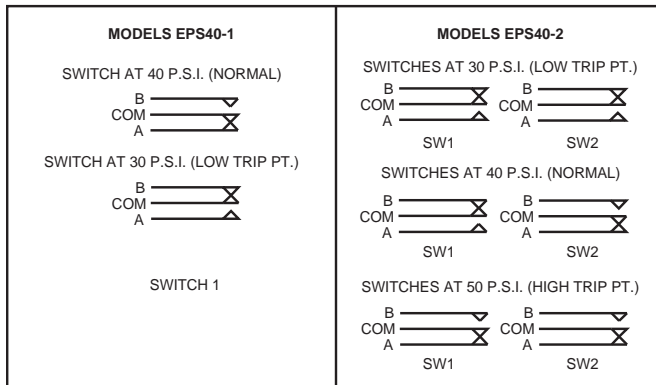 MODELS EPS40-1
SWITCH AT 40 P.S.I. (NORMAL)
B
COM
A
SWITCH AT 30 P.S.I. (LOW TRIP PT.)
B
COM
A
SWITCH 1
MODELS EPS40-2
SWITCHES AT 30 P.S.I. (LOW TRIP PT.)
B B
COM COM
A A
SW1 SW2
SWITCHES AT 40 P.S.I. (NORMAL)
B B
COM COM
A A
SW1 SW2
SWITCHES AT 50 P.S.I. (HIGH TRIP PT.)
B B
COM COM
A A
SW1 SW2